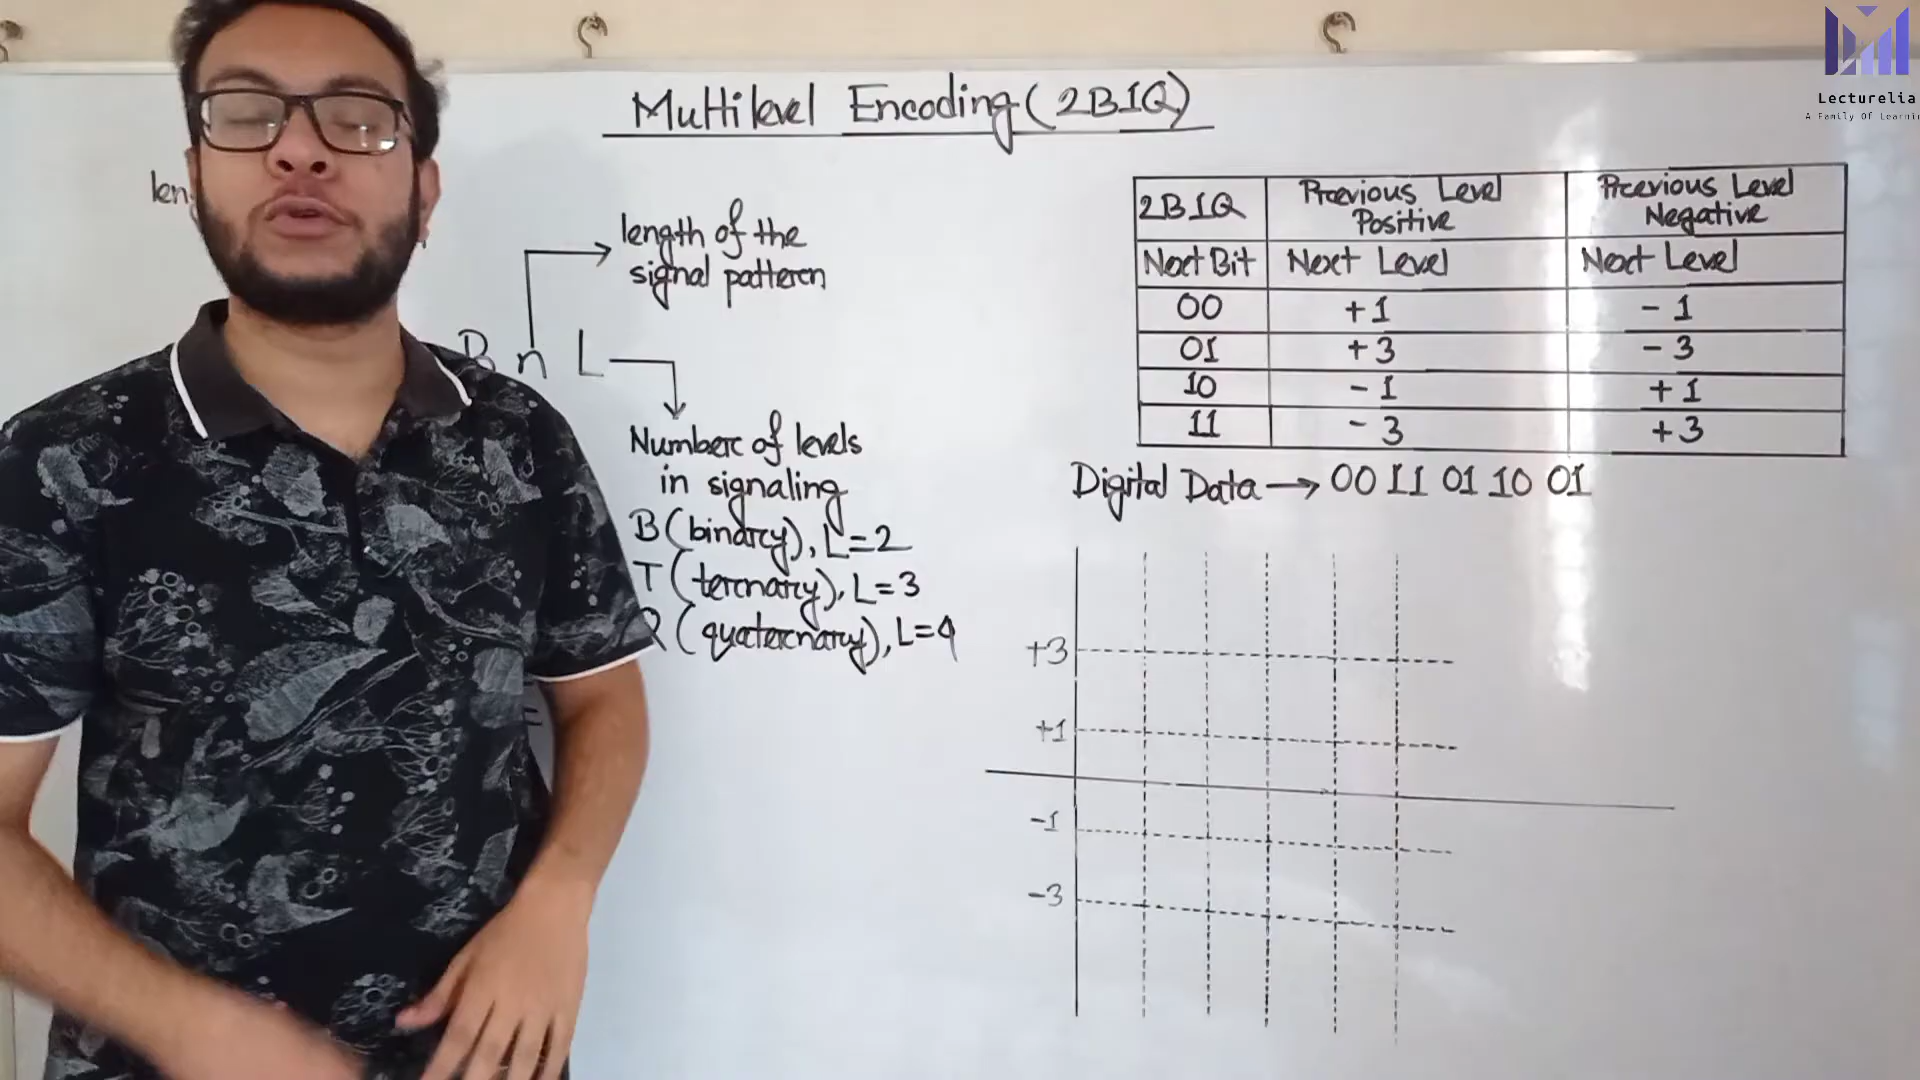 Multilevel Encoding (2B1Q)
Lecturelia
A Family Of Learnin
length of the
signal pattern
B n L
Number of levels
in signaling
B (binary), L=2
T (ternary), L=3
(quaternary), L=4
=
2B1Q Previous Level Positive Previous Level Negative
Next Bit Next Level Next Level
00 +1 -1
01 +3 -3
10 -1 +1
11 -3 +3
Digital Data → 00 11 01 10 01
+3
+1
-1
-3